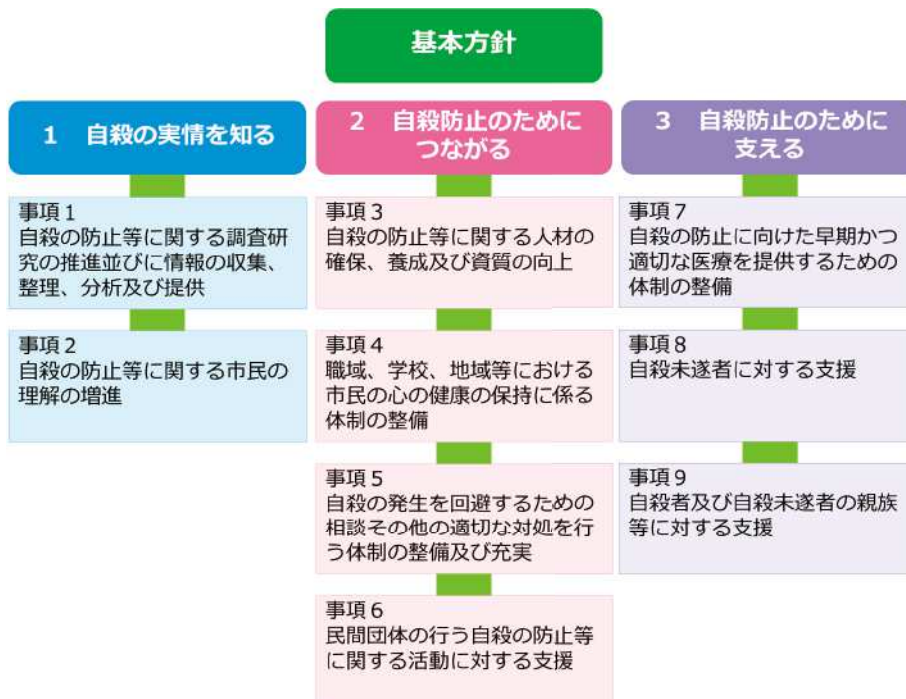 基本方針
1 自殺の実情を知る
事項1
自殺の防止等に関する調査研
究の推進並びに情報の収集、
整理、分析及び提供
事項2
自殺の防止等に関する市民の
理解の増進
2 自殺防止のために
つながる
事項3
自殺の防止等に関する人材の
確保、養成及び資質の向上
事項4
職域、学校、地域等における
市民の心の健康の保持に係る
体制の整備
事項5
自殺の発生を回避するための
相談その他の適切な対処を行
う体制の整備及び充実
事項6
民間団体の行う自殺の防止等
に関する活動に対する支援
3 自殺防止のために
支える
事項7
自殺の防止に向けた早期かつ
適切な医療を提供するための
体制の整備
事項8
自殺未遂者に対する支援
事項9
自殺者及び自殺未遂者の親族
等に対する支援